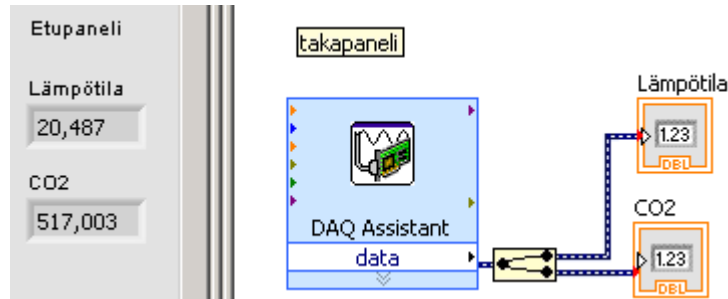 Etupaneli
Lämpötila
20,487
CO2
517,003
takapaneli
DAQ Assistant
data
Lämpötila
1.23
DBL
CO2
1.23
DBL